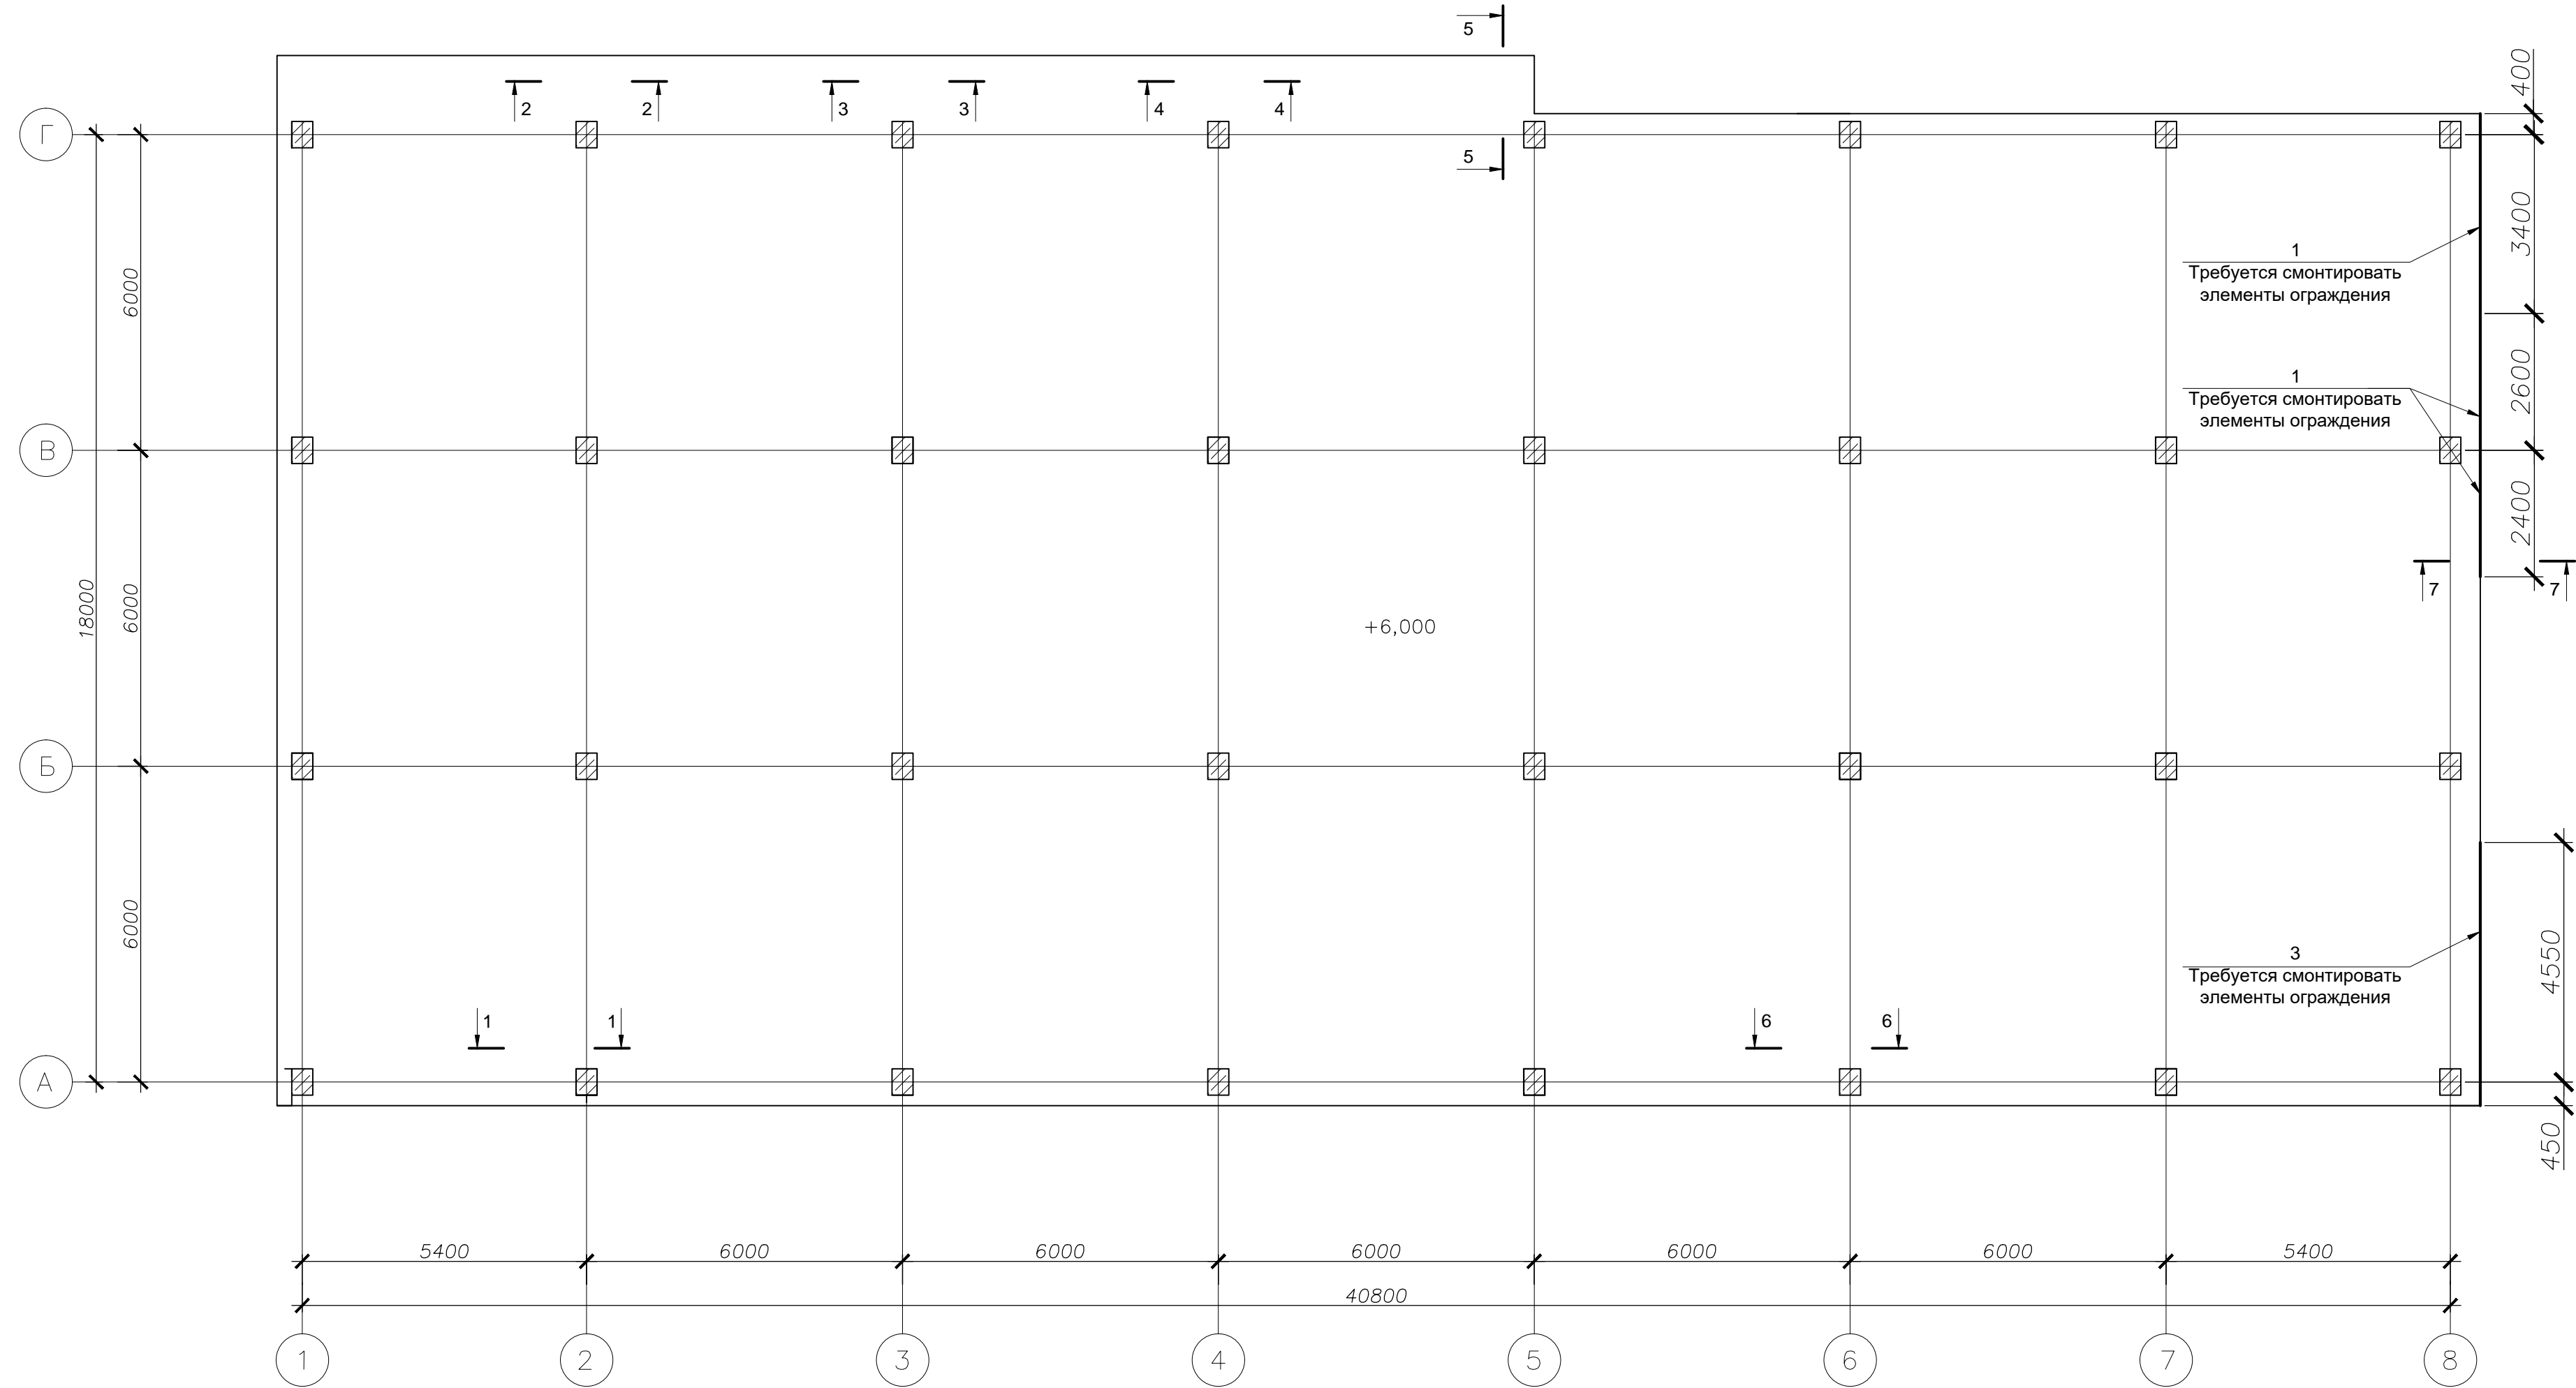 5
2 2 3 3 4 4
400
Г
5
3400
1
Требуется смонтировать
элементы ограждения
6000
2600
1
Требуется смонтировать
элементы ограждения
В
2400
7 7
18000
6000
+6,000
Б
6000
4550
3
Требуется смонтировать
элементы ограждения
1 1 6 6
А
450
5400 6000 6000 6000 6000 6000 5400
40800
1 2 3 4 5 6 7 8